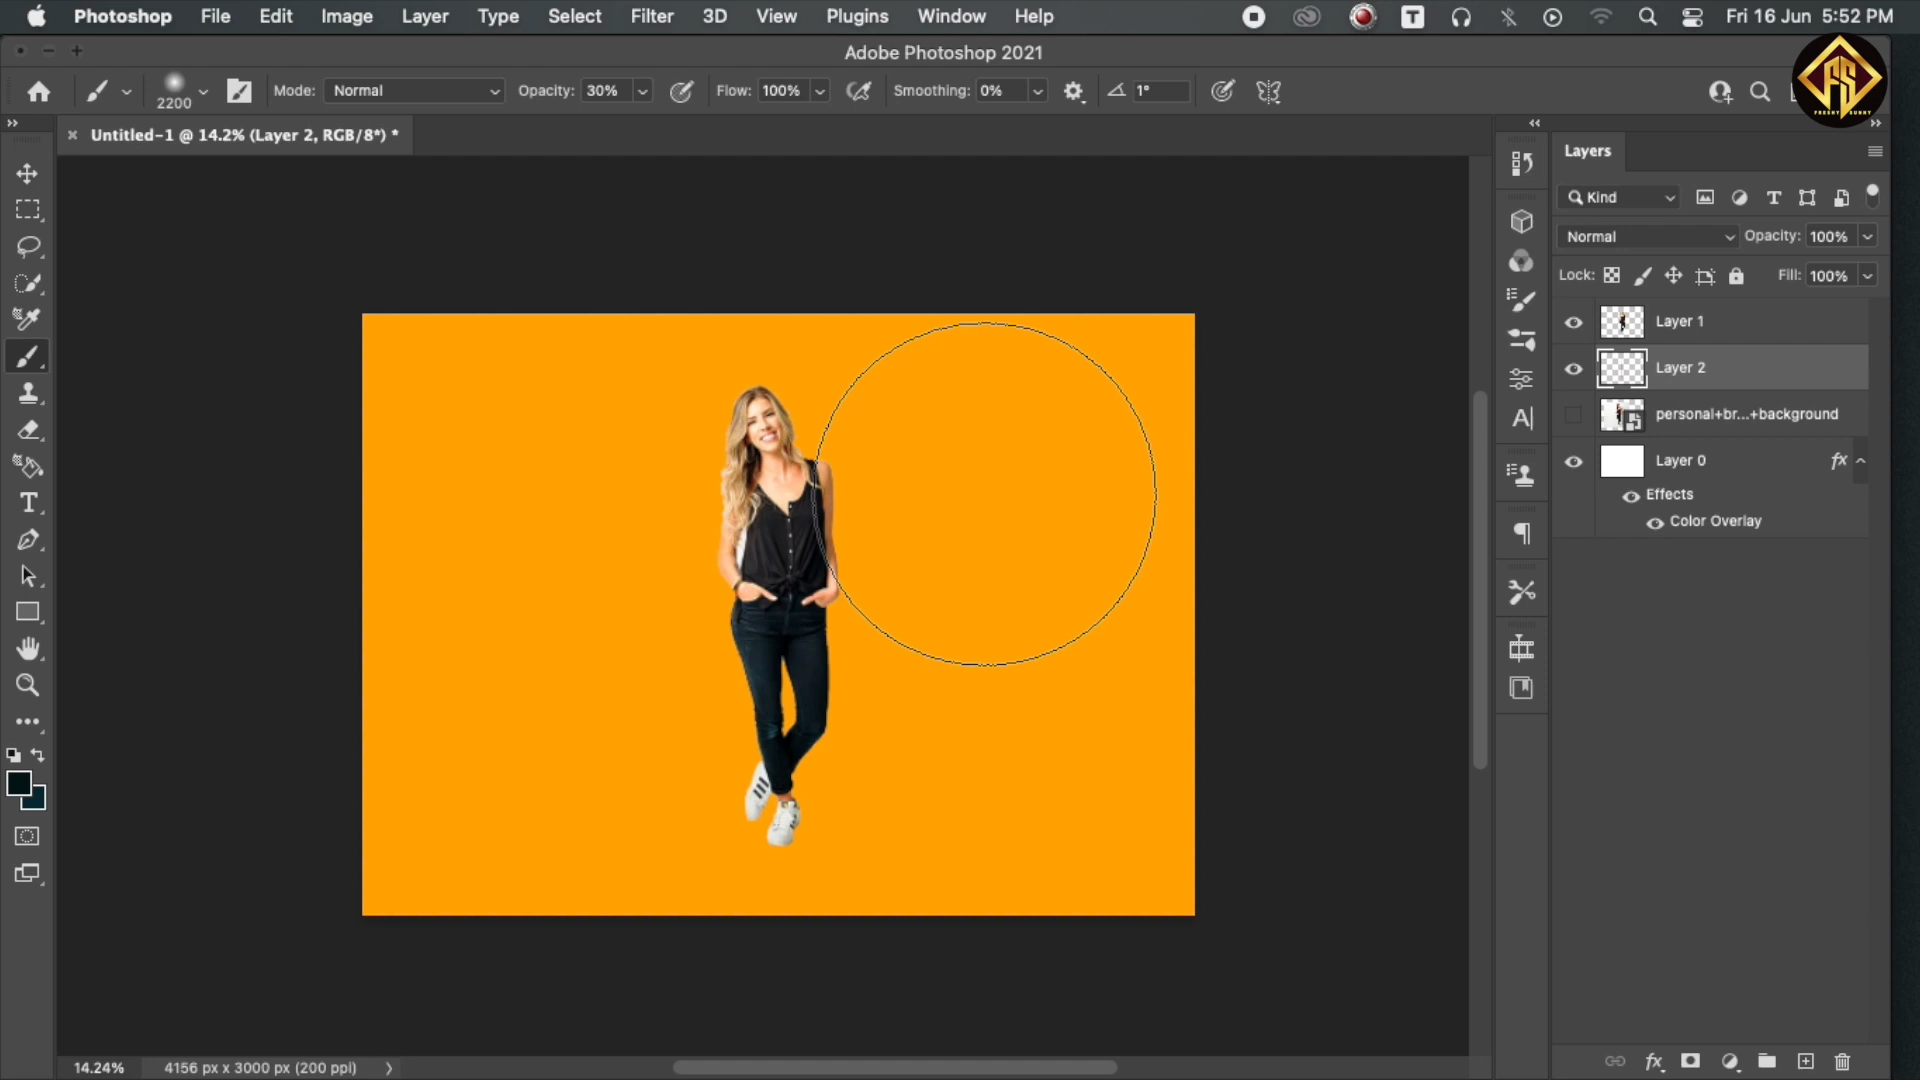 Photoshop File Edit Image Layer Type Select Filter 3D View Plugins Window Help T Fri 16 Jun 5:52 PM
Adobe Photoshop 2021
2200 Mode: Normal Opacity: 30% Flow: 100% Smoothing: 0% 1°
FS
FRESHY SUNNY
Untitled-1 @ 14.2% (Layer 2, RGB/8*) *
Layers
Kind
Normal Opacity: 100%
Lock: Fill: 100%
Layer 1
Layer 2
personal+br...+background
Layer 0 fx
Effects
Color Overlay
14.24% 4156 px x 3000 px (200 ppi)